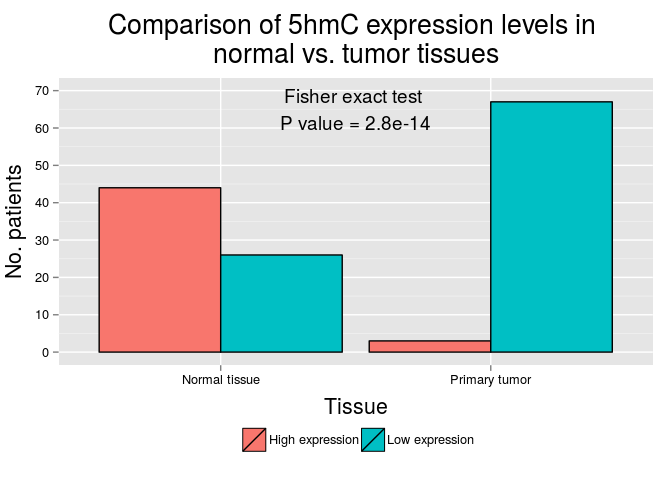 Comparison of 5hmC expression levels in
normal vs. tumor tissues
Fisher exact test
P value = 2.8e-14
No. patients
70
60
50
40
30
20
10
0
Normal tissue
Primary tumor
Tissue
High expression
Low expression